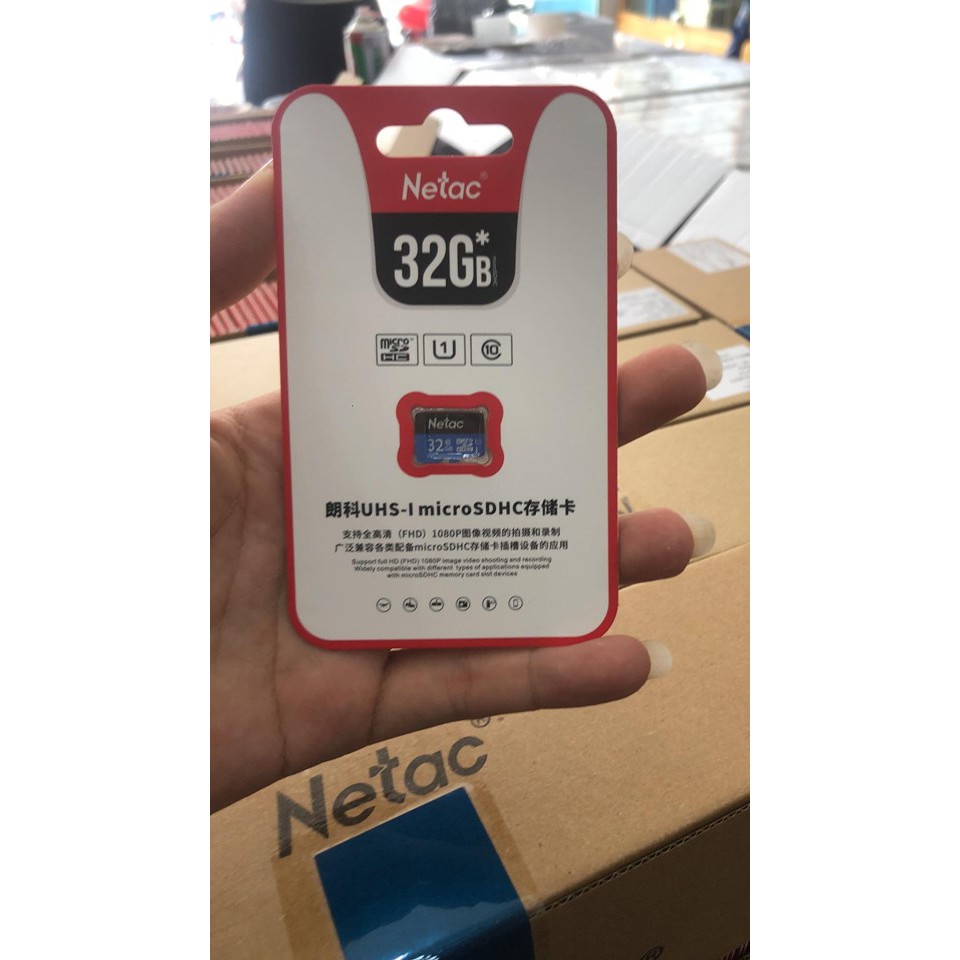 Netac®
32GB*
micro SD HC
U1
C10
Netac
32GB
朗科UHS-I microSDHC存储卡
支持全高清（FHD）1080P图像视频的拍摄和录制
广泛兼容各类配备microSDHC存储卡插槽设备的应用
Support full HD (FHD) 1080P image video shooting and recording
Widely compatible with different types of applications equipped
with microSDHC memory card slot devices
Netac®